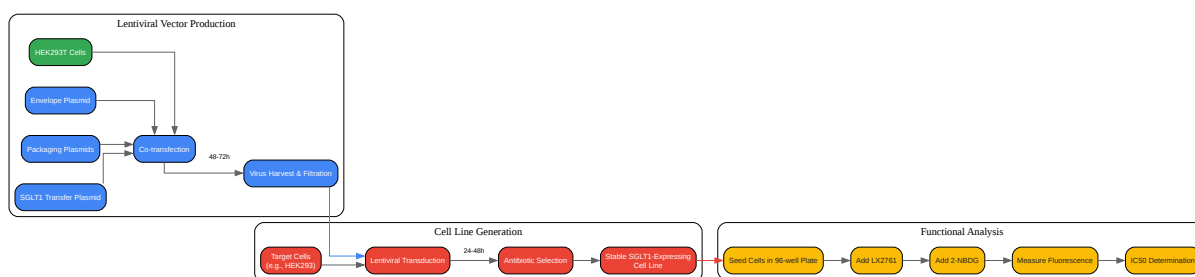 Lentiviral Vector Production
HEK293T Cells
Envelope Plasmid
Packaging Plasmids
Co-transfection
48-72h
Virus Harvest & Filtration
SGLT1 Transfer Plasmid
Cell Line Generation
Target Cells
(e.g., HEK293)
Lentiviral Transduction
24-48h
Antibiotic Selection
Stable SGLT1-Expressing
Cell Line
Functional Analysis
Seed Cells in 96-well Plate
Add LX2761
Add 2-NBDG
Measure Fluorescence
IC50 Determination